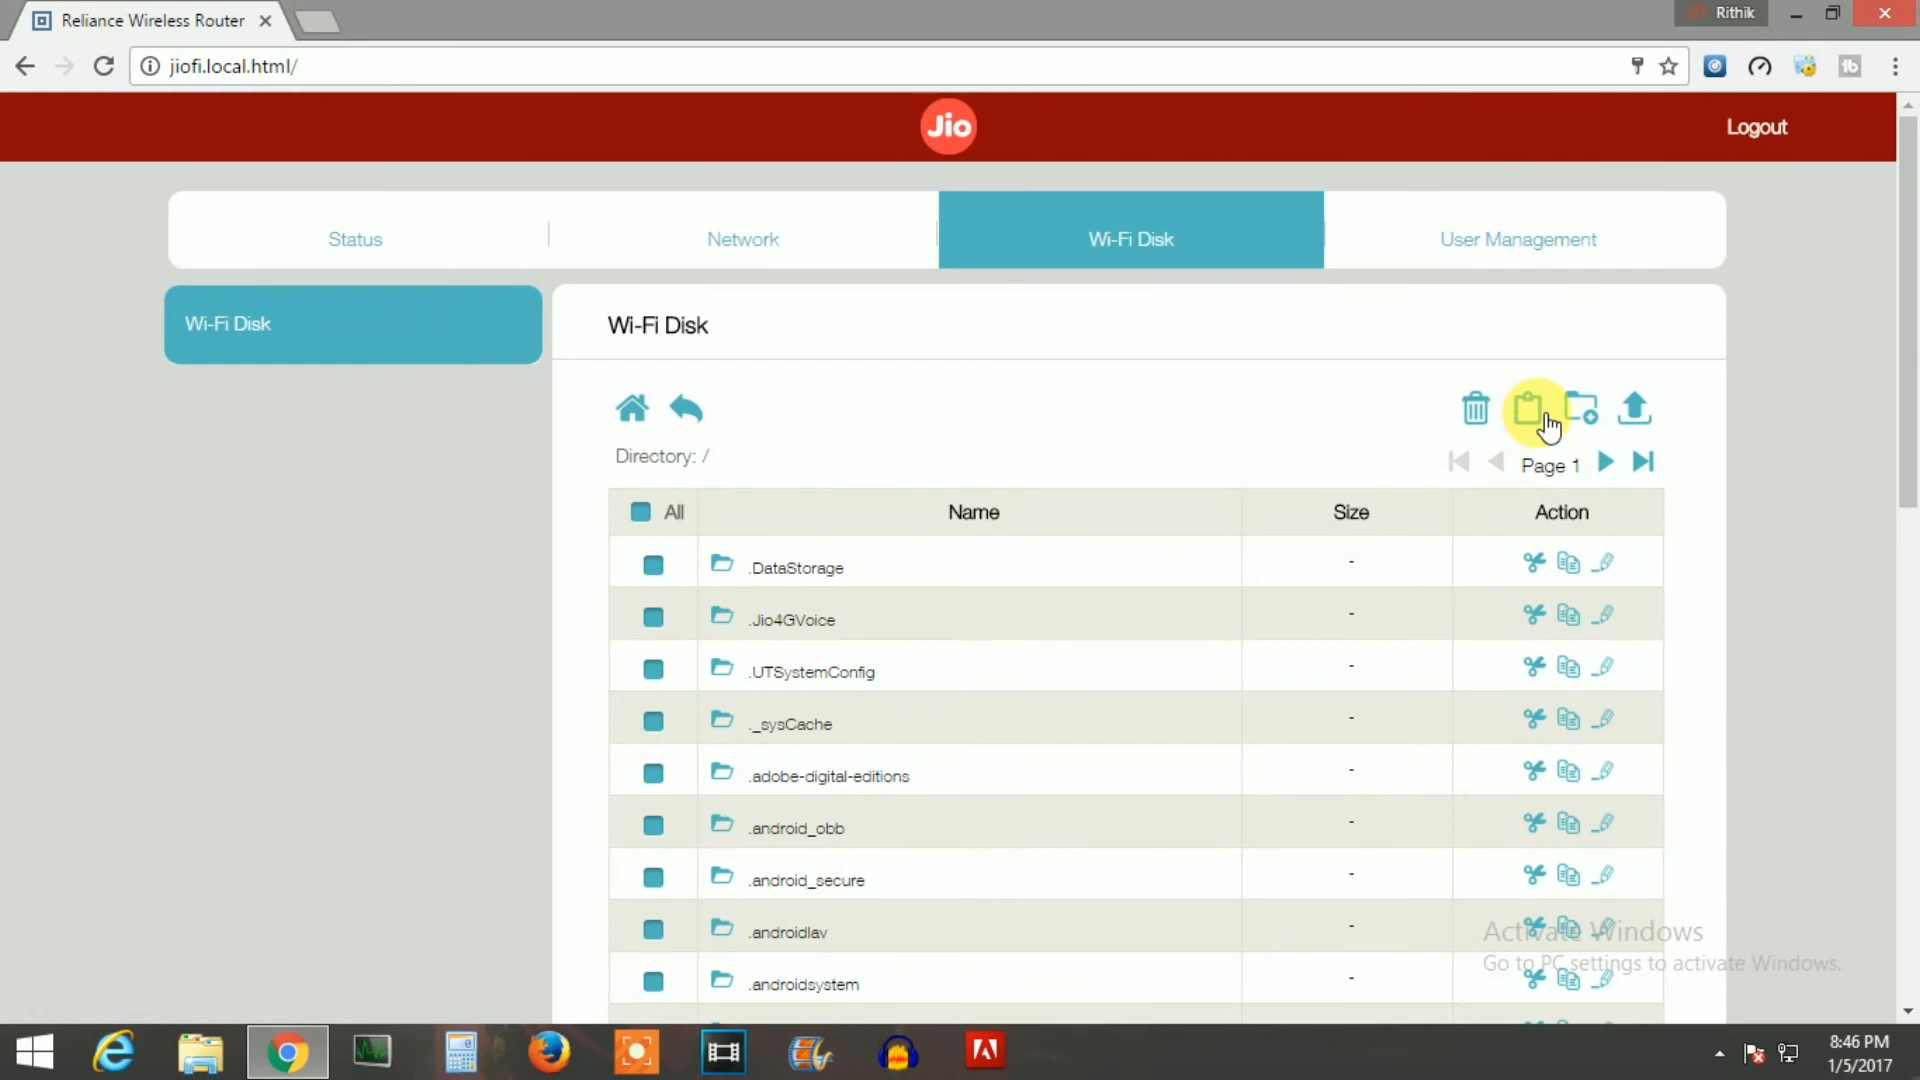 Reliance Wireless Router
Rithik
jiofi.local.html/
Jio
Logout
Status
Network
Wi-Fi Disk
User Management
Wi-Fi Disk
Wi-Fi Disk
Directory: /
Page 1
All
Name
Size
Action
.DataStorage
-
.Jio4GVoice
-
.UTSystemConfig
-
._sysCache
-
.adobe-digital-editions
-
.android_obb
-
.android_secure
-
.androidlav
-
.androidsystem
-
Activate Windows
Go to PC settings to activate Windows.
8:46 PM
1/5/2017